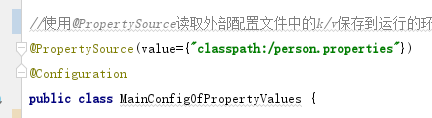 //使用@PropertySource读取外部配置文件中的k/v保存到运行的环
@PropertySource(value={"classpath:/person.properties"})
@Configuration
public class MainConfigOfPropertyValues {